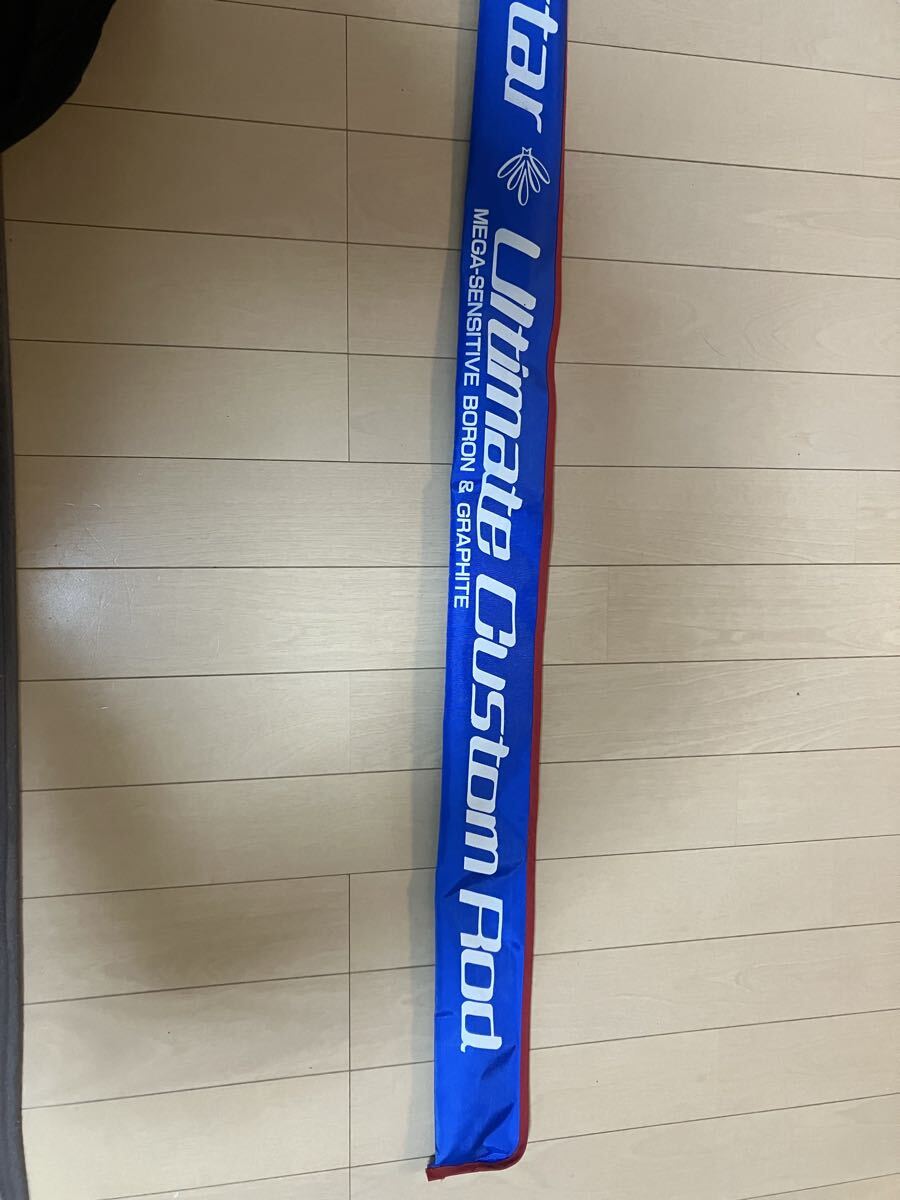 tar Ultimate Custom Rod
MEGA-SENSITIVE BORON & GRAPHITE